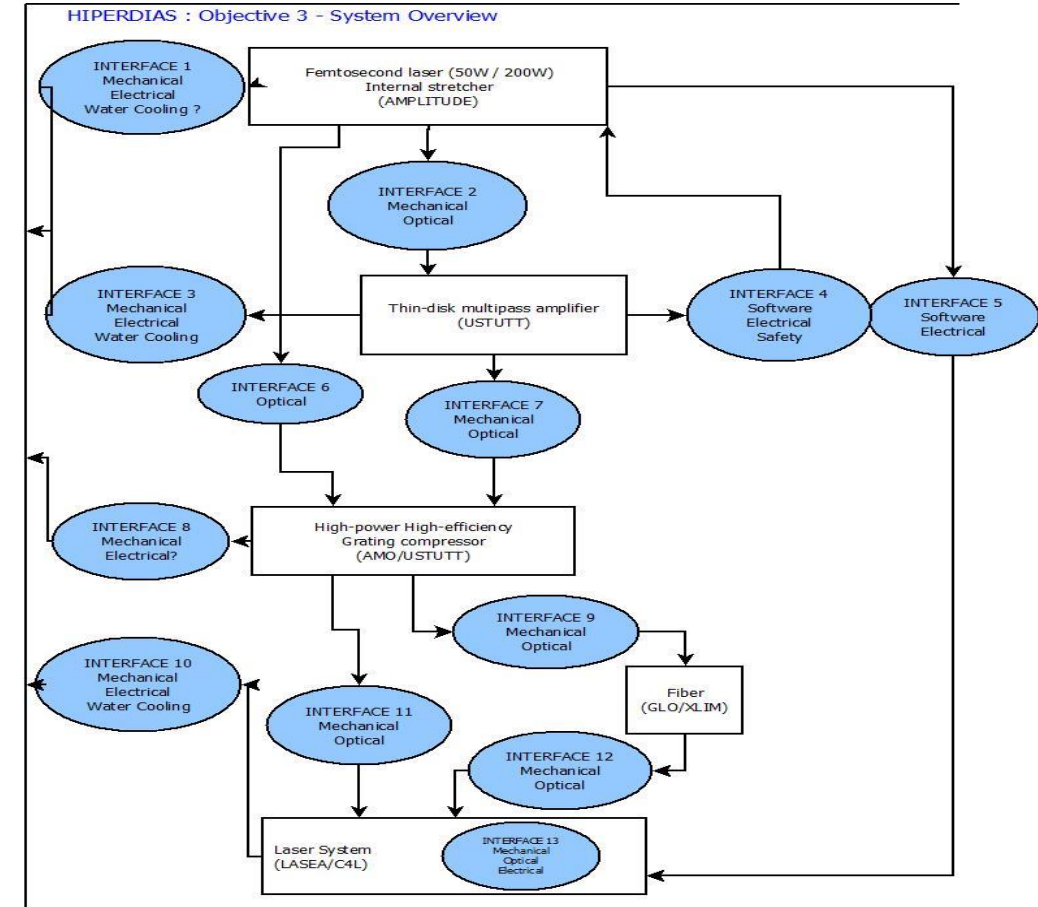 HIPERDIAS : Objective 3 - System Overview
INTERFACE 1
Mechanical
Electrical
Water Cooling ?
Femtosecond laser (50W / 200W)
Internal stretcher
(AMPLITUDE)
INTERFACE 2
Mechanical
Optical
INTERFACE 3
Mechanical
Electrical
Water Cooling
Thin-disk multipass amplifier
(USTUTT)
INTERFACE 4
Software
Electrical
Safety
INTERFACE 5
Software
Electrical
INTERFACE 6
Optical
INTERFACE 7
Mechanical
Optical
INTERFACE 8
Mechanical
Electrical?
High-power High-efficiency
Grating compressor
(AMO/USTUTT)
INTERFACE 9
Mechanical
Optical
INTERFACE 10
Mechanical
Electrical
Water Cooling
Fiber
(GLO/XLIM)
INTERFACE 11
Mechanical
Optical
INTERFACE 12
Mechanical
Optical
Laser System
(LASEA/C4L)
INTERFACE 13
Mechanical
Optical
Electrical